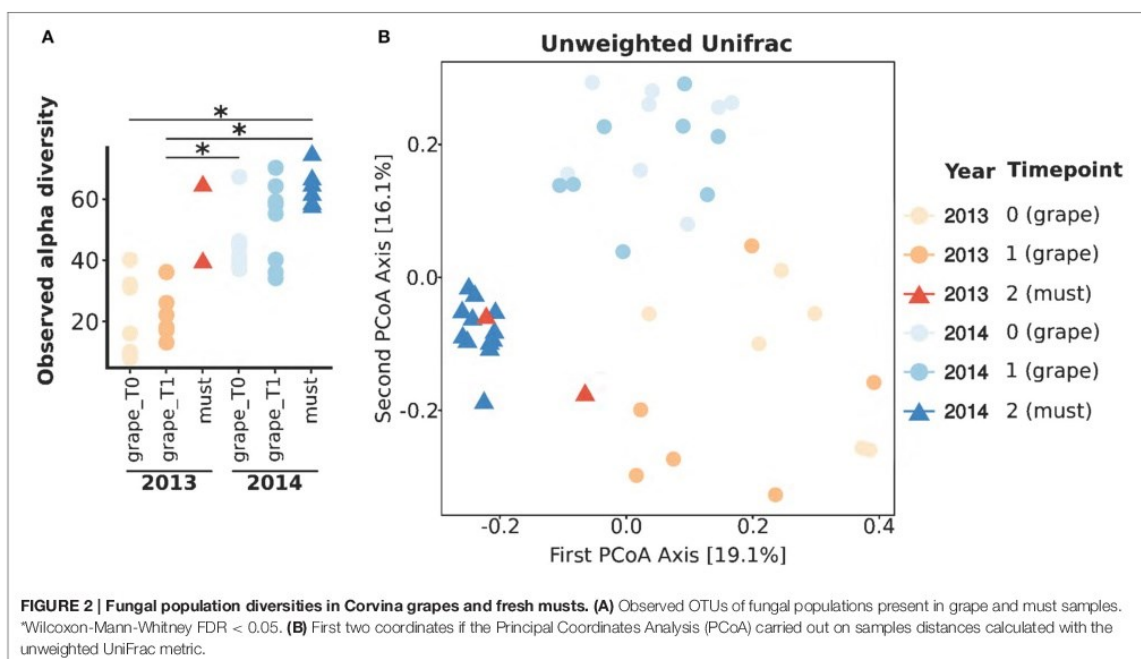 A
B
Unweighted Unifrac
Observed alpha diversity
60
40
20
* * *
grape_T0
grape_T1
must
grape_T0
grape_T1
must
2013
2014
Second PCoA Axis [16.1%]
0.2
0.0
-0.2
-0.2 0.0 0.2 0.4
First PCoA Axis [19.1%]
Year Timepoint
2013 0 (grape)
2013 1 (grape)
2013 2 (must)
2014 0 (grape)
2014 1 (grape)
2014 2 (must)
FIGURE 2 | Fungal population diversities in Corvina grapes and fresh musts. (A) Observed OTUs of fungal populations present in grape and must samples.
*Wilcoxon-Mann-Whitney FDR < 0.05. (B) First two coordinates if the Principal Coordinates Analysis (PCoA) carried out on samples distances calculated with the
unweighted UniFrac metric.